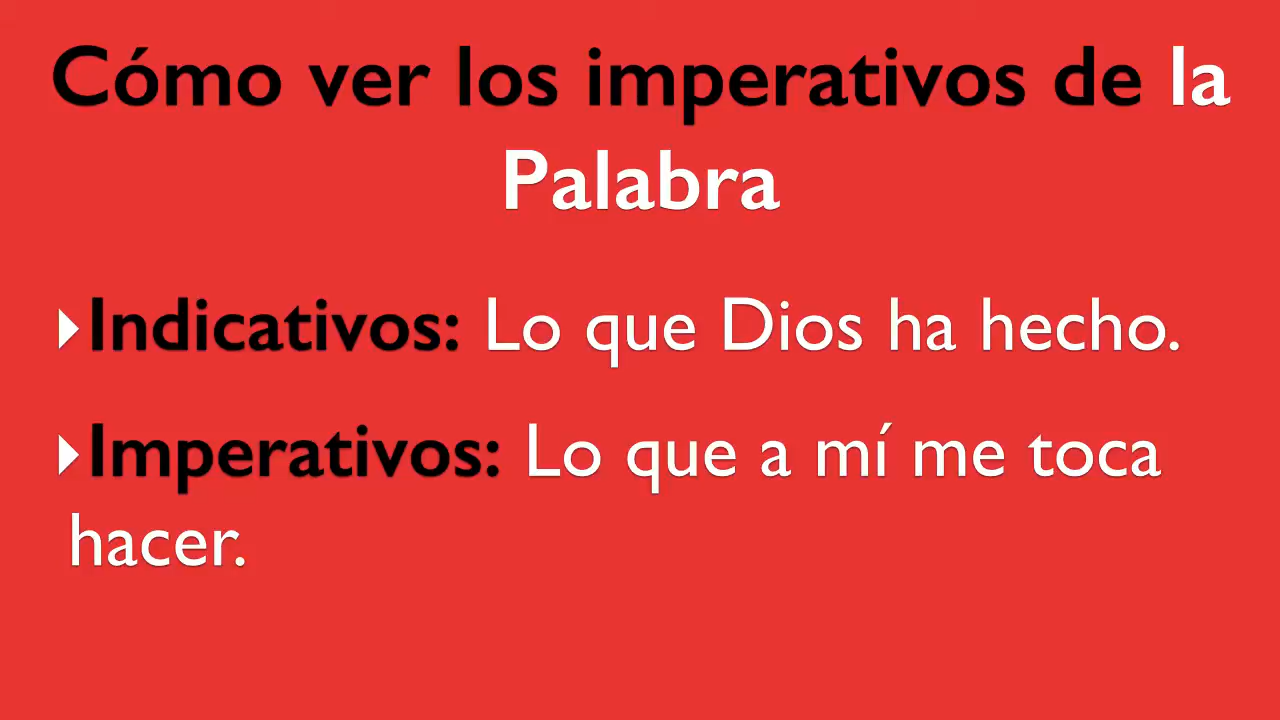 Cómo ver los imperativos de la
Palabra
Indicativos: Lo que Dios ha hecho.
Imperativos: Lo que a mí me toca
hacer.